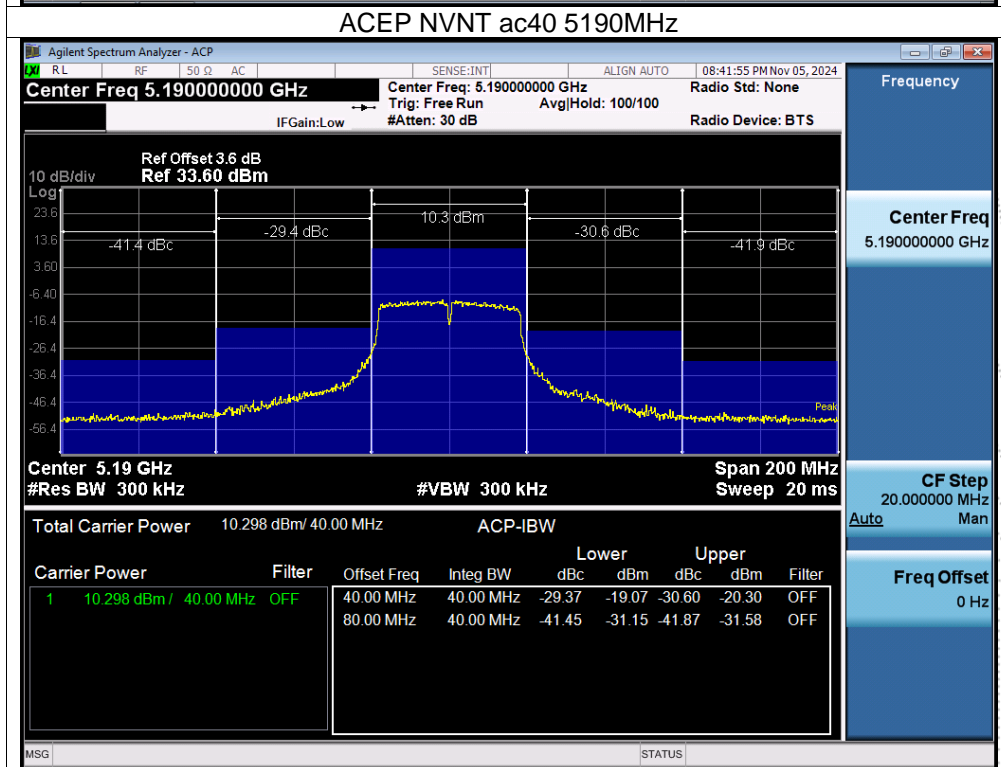 ACEP NVNT ac40 5190MHz
Agilent Spectrum Analyzer - ACP
LXI RL RF 50 Ω AC SENSE:INT ALIGN AUTO 08:41:55 PM Nov 05, 2024
Center Freq 5.190000000 GHz
Center Freq: 5.190000000 GHz Radio Std: None
Trig: Free Run Avg|Hold: 100/100
IFGain:Low #Atten: 30 dB Radio Device: BTS
Frequency
Ref Offset 3.6 dB
10 dB/div Ref 33.60 dBm
Log
23.6
13.6
3.60
-6.40
-16.4
-26.4
-36.4
-46.4
-56.4
-41.4 dBc
-29.4 dBc
10.3 dBm
-30.6 dBc
-41.9 dBc
Peak
Center 5.19 GHz Span 200 MHz
#Res BW 300 kHz #VBW 300 kHz Sweep 20 ms
Total Carrier Power 10.298 dBm/ 40.00 MHz ACP-IBW
Lower Upper
Carrier Power Filter Offset Freq Integ BW dBc dBm dBc dBm Filter
1 10.298 dBm / 40.00 MHz OFF 40.00 MHz 40.00 MHz -29.37 -19.07 -30.60 -20.30 OFF
80.00 MHz 40.00 MHz -41.45 -31.15 -41.87 -31.58 OFF
Center Freq
5.190000000 GHz
CF Step
20.000000 MHz
Auto Man
Freq Offset
0 Hz
MSG STATUS